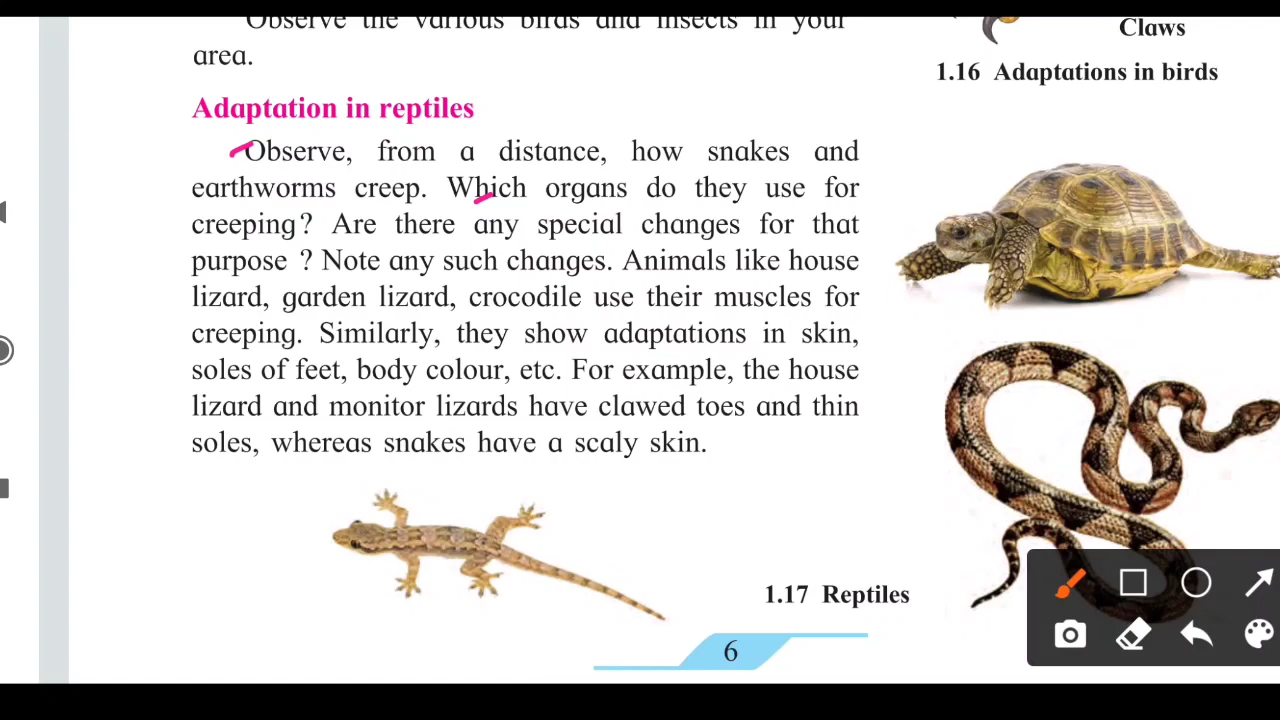 Observe the various birds and insects in your
area.
Adaptation in reptiles
Observe, from a distance, how snakes and
earthworms creep. Which organs do they use for
creeping? Are there any special changes for that
purpose ? Note any such changes. Animals like house
lizard, garden lizard, crocodile use their muscles for
creeping. Similarly, they show adaptations in skin,
soles of feet, body colour, etc. For example, the house
lizard and monitor lizards have clawed toes and thin
soles, whereas snakes have a scaly skin.
Claws
1.16 Adaptations in birds
1.17 Reptiles
6